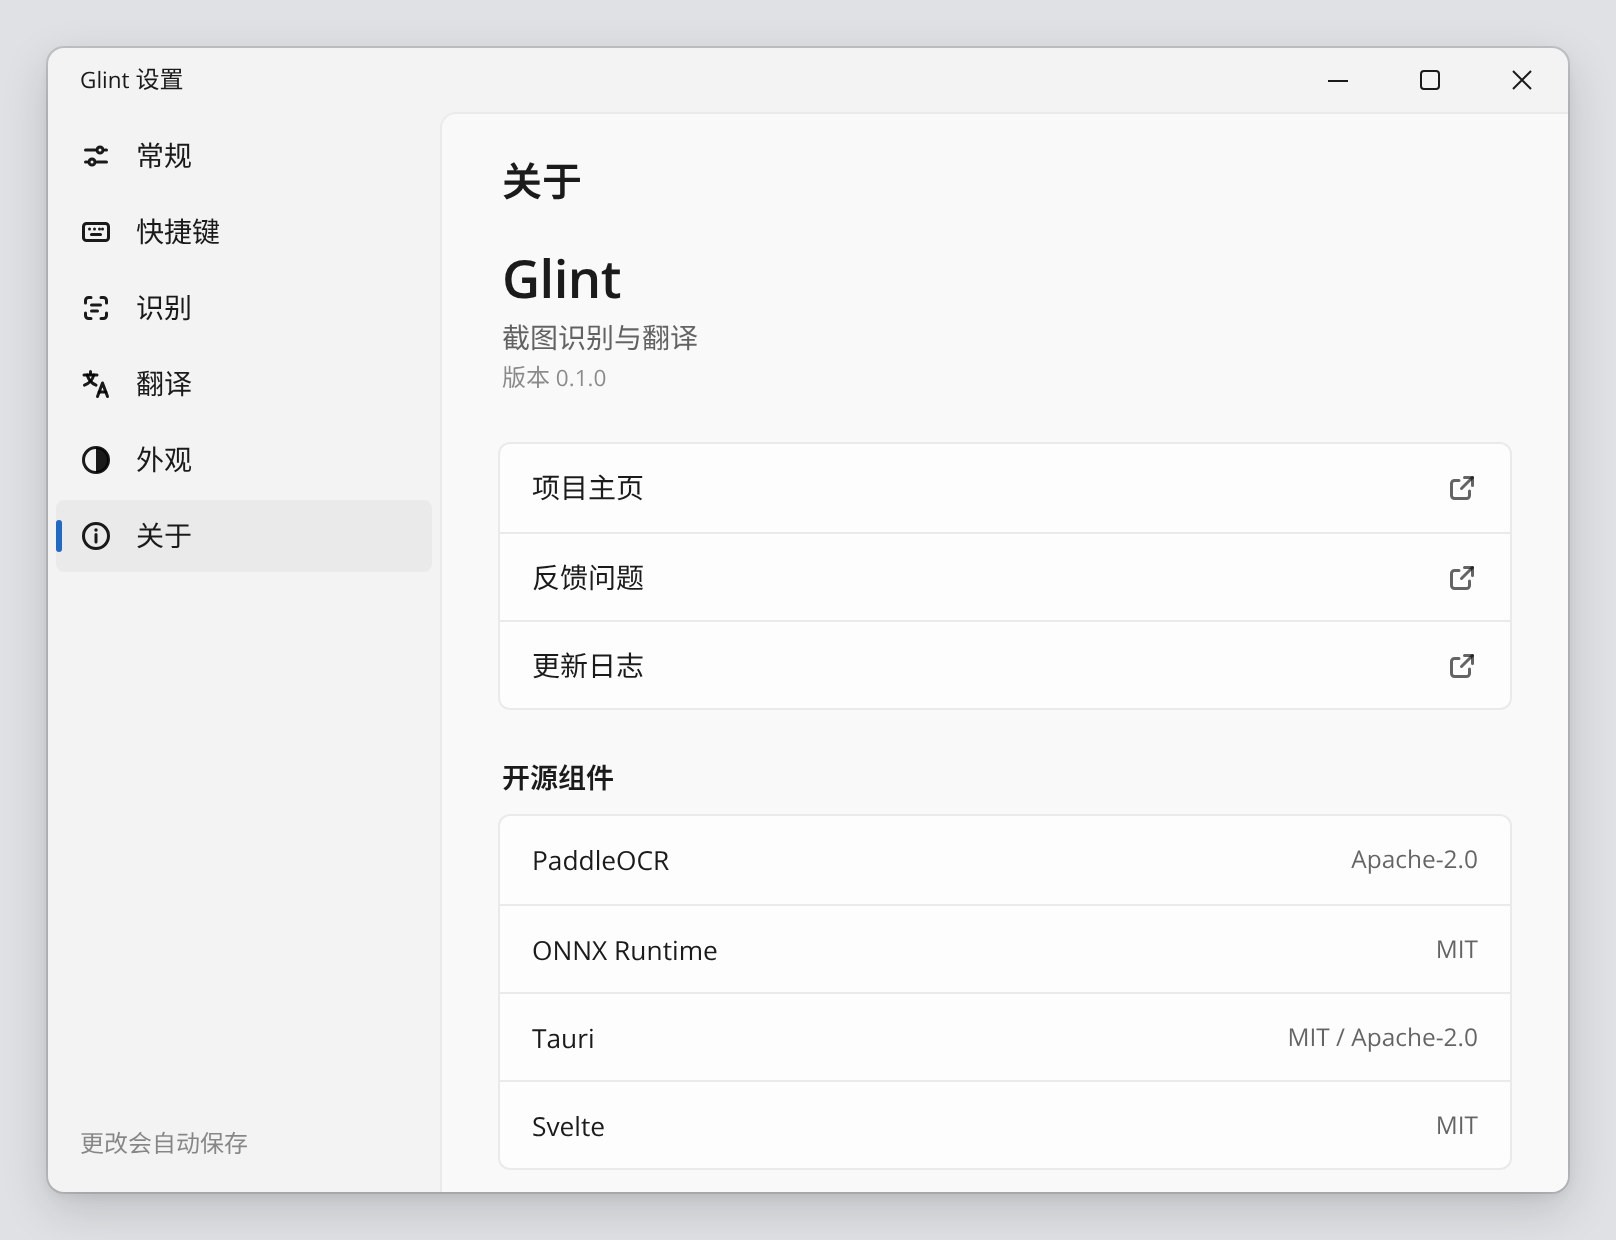 Glint 设置
常规
快捷键
识别
翻译
外观
关于
更改会自动保存
关于
Glint
截图识别与翻译
版本 0.1.0
项目主页
反馈问题
更新日志
开源组件
PaddleOCR Apache-2.0
ONNX Runtime MIT
Tauri MIT / Apache-2.0
Svelte MIT